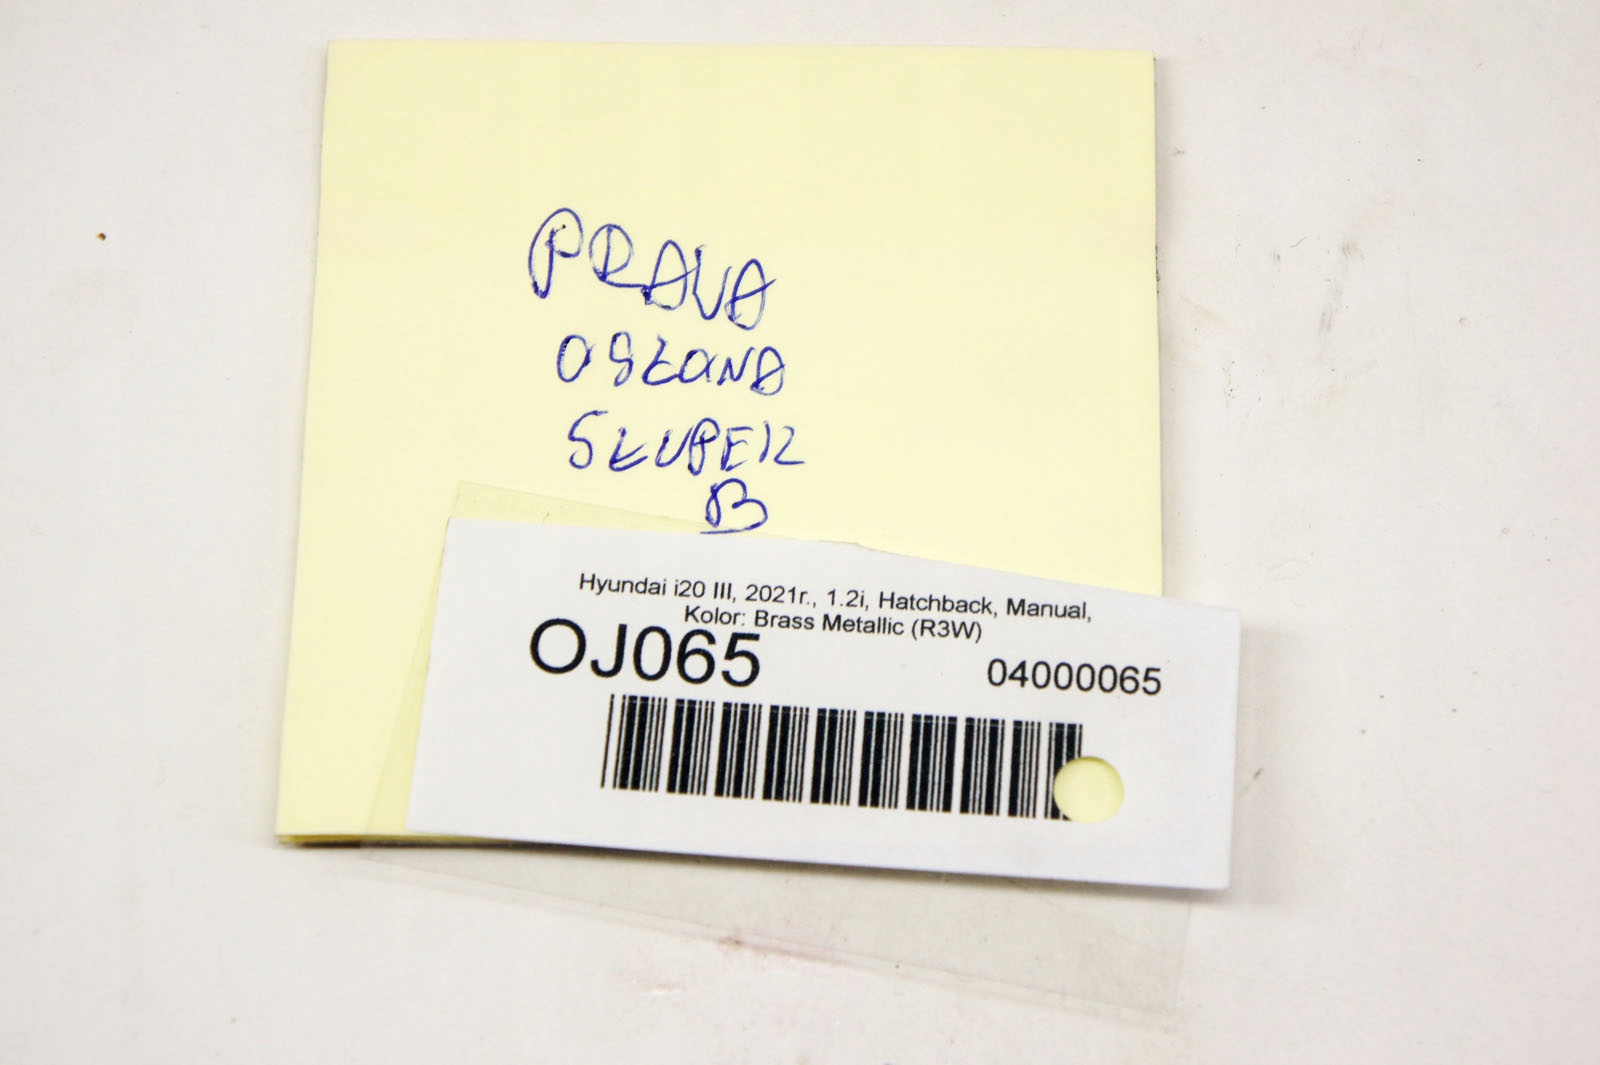 PRAWA
OSŁONA
SŁUPEK
B
Hyundai i20 III, 2021r., 1.2i, Hatchback, Manual,
Kolor: Brass Metallic (R3W)
OJ065
04000065